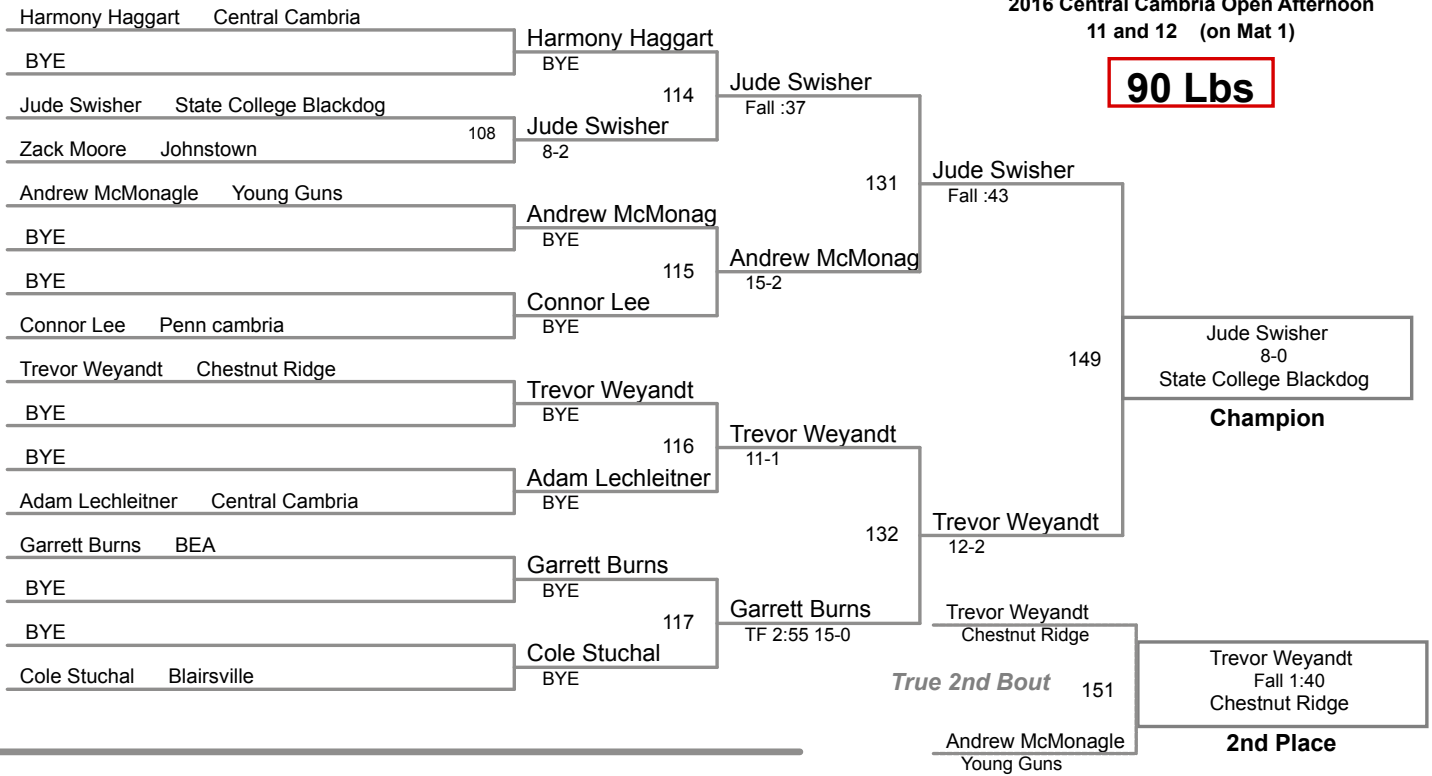 2016 Central Cambria Open Afternoon
11 and 12 (on Mat 1)
90 Lbs
Harmony Haggart Central Cambria
BYE
Jude Swisher State College Blackdog
Zack Moore Johnstown
Andrew McMonagle Young Guns
BYE
BYE
Connor Lee Penn cambria
Trevor Weyandt Chestnut Ridge
BYE
BYE
Adam Lechleitner Central Cambria
Garrett Burns BEA
BYE
BYE
Cole Stuchal Blairsville
108
Harmony Haggart
BYE
Jude Swisher
8-2
Andrew McMonag
BYE
Connor Lee
BYE
Trevor Weyandt
BYE
Adam Lechleitner
BYE
Garrett Burns
BYE
Cole Stuchal
BYE
114
115
116
117
Jude Swisher
Fall :37
Andrew McMonag
15-2
Trevor Weyandt
11-1
Garrett Burns
TF 2:55 15-0
131
132
Jude Swisher
Fall :43
Trevor Weyandt
12-2
149
Jude Swisher
8-0
State College Blackdog
Champion
Trevor Weyandt
Chestnut Ridge
True 2nd Bout 151
Andrew McMonagle
Young Guns
Trevor Weyandt
Fall 1:40
Chestnut Ridge
2nd Place